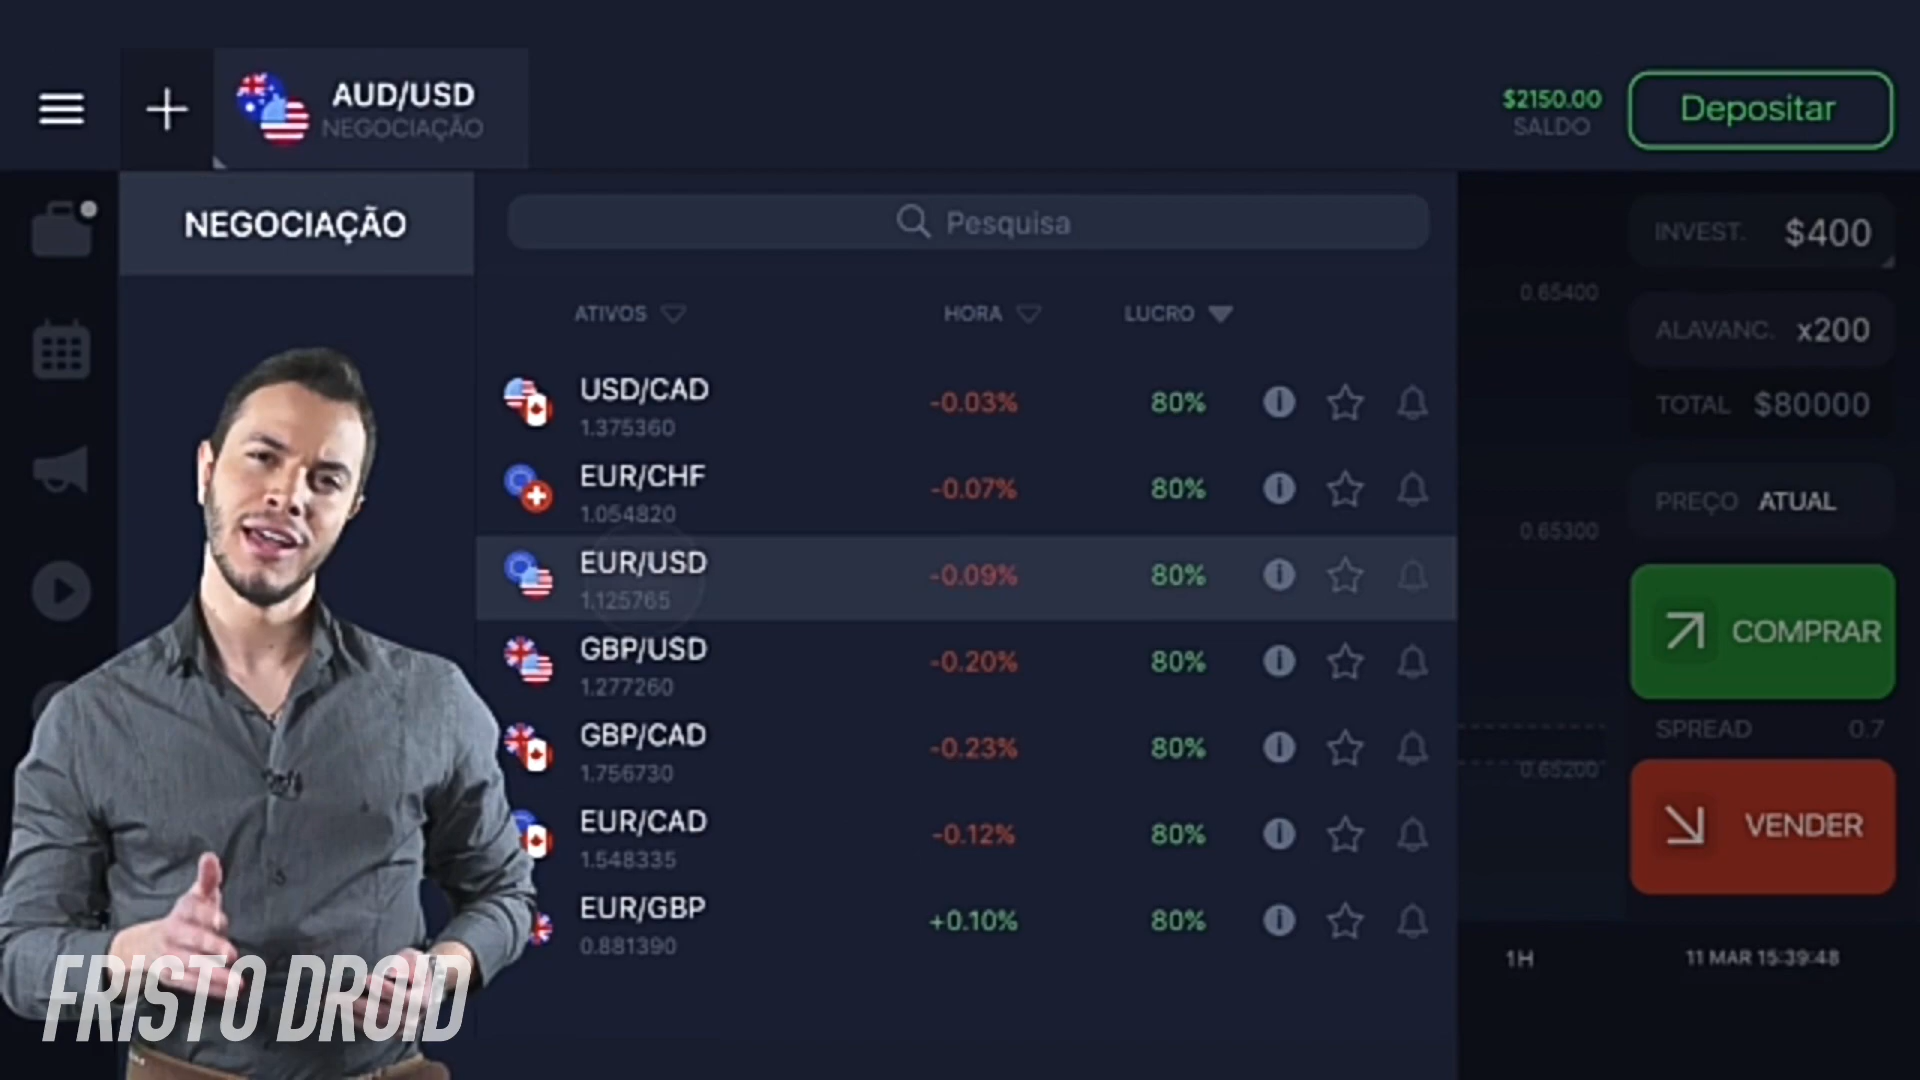 AUD/USD
NEGOCIAÇÃO
$2150.00
SALDO
Depositar
NEGOCIAÇÃO
Pesquisa
ATIVOS
HORA
LUCRO
USD/CAD
1.375360
-0.03%
80%
EUR/CHF
1.054820
-0.07%
80%
EUR/USD
1.125765
-0.09%
80%
GBP/USD
1.277260
-0.20%
80%
GBP/CAD
1.756730
-0.23%
80%
EUR/CAD
1.548335
-0.12%
80%
EUR/GBP
0.881390
+0.10%
80%
0.65400
0.65300
0.65200
INVEST. $400
ALAVANC. x200
TOTAL $80000
PREÇO ATUAL
COMPRAR
SPREAD 0.7
VENDER
1H
11 MAR 15:39:48
FRISTO DROID